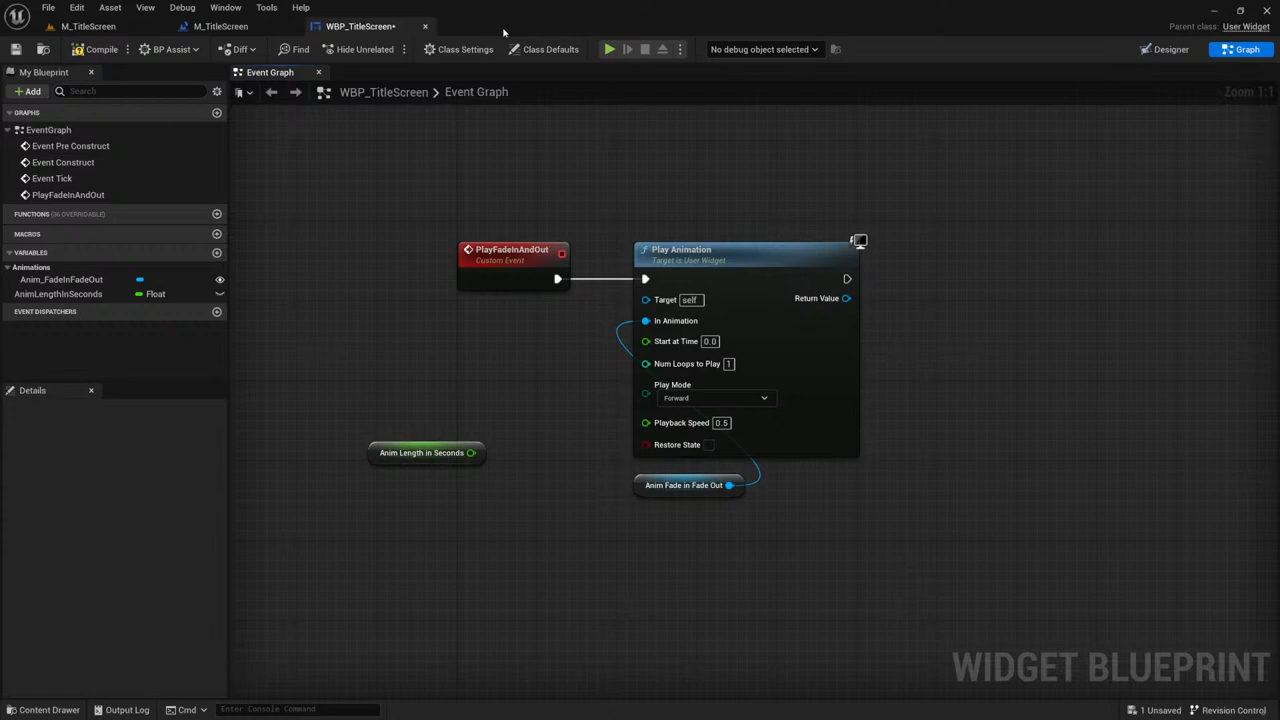 File Edit Asset View Debug Window Tools Help
M_TitleScreen M_TitleScreen WBP_TitleScreen* Parent class: User Widget
Compile BP Assist Diff Find Hide Unrelated Class Settings Class Defaults No debug object selected Designer Graph
My Blueprint Event Graph
Add Search WBP_TitleScreen Event Graph Zoom 1:1
GRAPHS
EventGraph
Event Pre Construct
Event Construct
Event Tick
PlayFadeInAndOut
FUNCTIONS (36 OVERRIDABLE)
MACROS
VARIABLES
Animations
Anim_FadeInFadeOut
AnimLengthInSeconds Float
EVENT DISPATCHERS
Details
PlayFadeInAndOut
Custom Event
Play Animation
Target is User Widget
Target self Return Value
In Animation
Start at Time 0.0
Num Loops to Play 1
Play Mode
Forward
Playback Speed 0.5
Restore State
Anim Length in Seconds
Anim Fade in Fade Out
WIDGET BLUEPRINT
Content Drawer Output Log Cmd Enter Console Command 1 Unsaved Revision Control